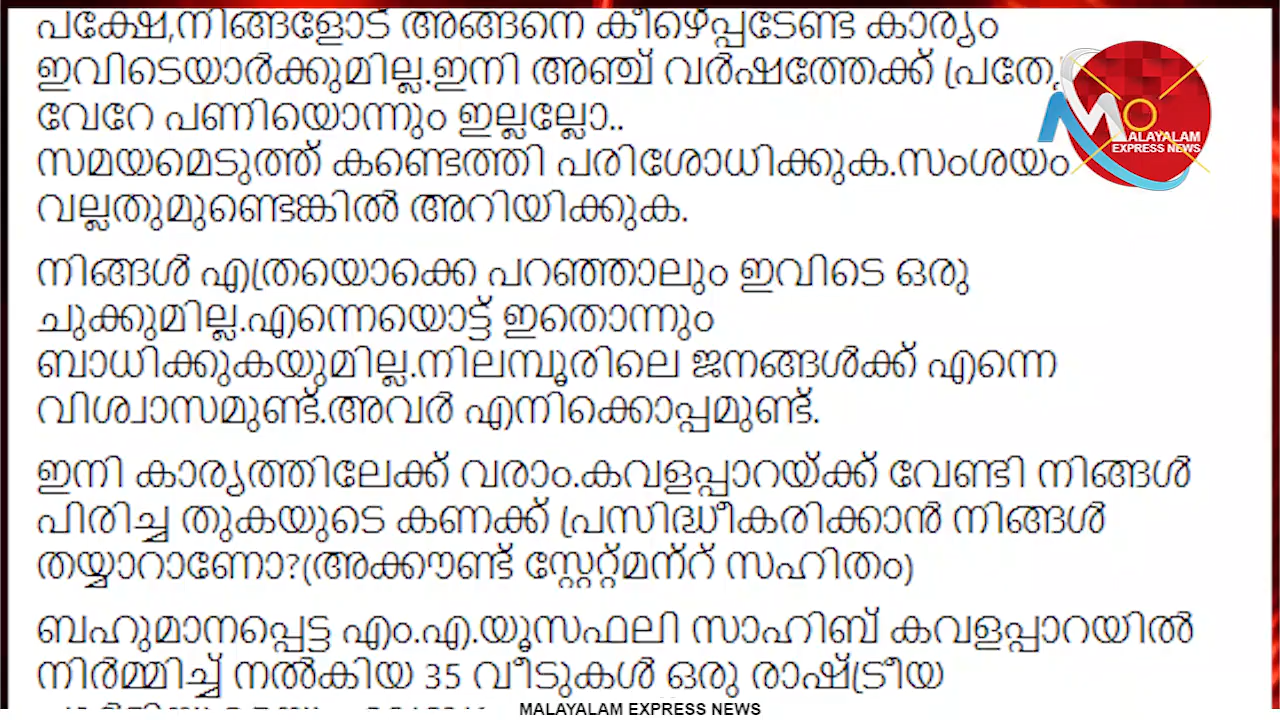 പക്ഷേ,നിങ്ങളോട് അങ്ങനെ കീഴെപ്പടേണ്ട കാര്യം
ഇവിടെയാർക്കുമില്ല.ഇനി അഞ്ച് വർഷത്തേക്ക്
വേറേ പണിയൊന്നും ഇല്ലല്ലോ..
സമയമെടുത്ത് കണ്ടെത്തി പരിശോധിക്കുക.സംശയം
വല്ലതുമുണ്ടെങ്കിൽ അറിയിക്കുക.
നിങ്ങൾ എത്രയൊക്കെ പറഞ്ഞാലും ഇവിടെ ഒരു
ചുക്കുമില്ല.എന്നെയൊട്ട് ഇതൊന്നും
ബാധിക്കുകയുമില്ല.നിലമ്പൂരിലെ ജനങ്ങൾക്ക് എന്നെ
വിശ്വാസമുണ്ട്.അവർ എനിക്കൊപ്പമുണ്ട്.
ഇനി കാര്യത്തിലേക്ക് വരാം.കവളപ്പാറയ്ക്ക് വേണ്ടി നിങ്ങൾ
പിരിച്ച തുകയുടെ കണക്ക് പ്രസിദ്ധീകരിക്കാൻ നിങ്ങൾ
തയ്യാറാണോ?(അക്കൗണ്ട് സ്റ്റേറ്റ്മന്റ് സഹിതം)
ബഹുമാനപ്പെട്ട എം.എ.യൂസഫലി സാഹിബ് കവളപ്പാറയിൽ
നിർമ്മിച്ച് നൽകിയ 35 വീടുകൾ ഒരു രാഷ്ട്രീയ
MALAYALAM
EXPRESS NEWS
MALAYALAM EXPRESS NEWS